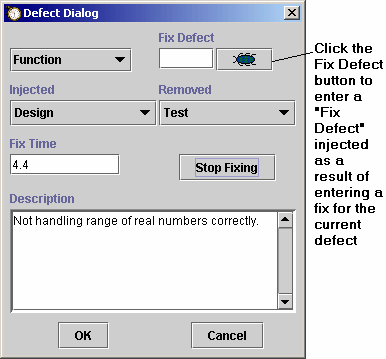 Defect Dialog
Fix Defect
Function
Injected
Removed
Design
Test
Fix Time
4.4
Stop Fixing
Description
Not handling range of real numbers correctly.
OK
Cancel
Click the
Fix Defect
button to
enter a
"Fix
Defect"
injected
as a
result of
entering a
fix for the
current
defect